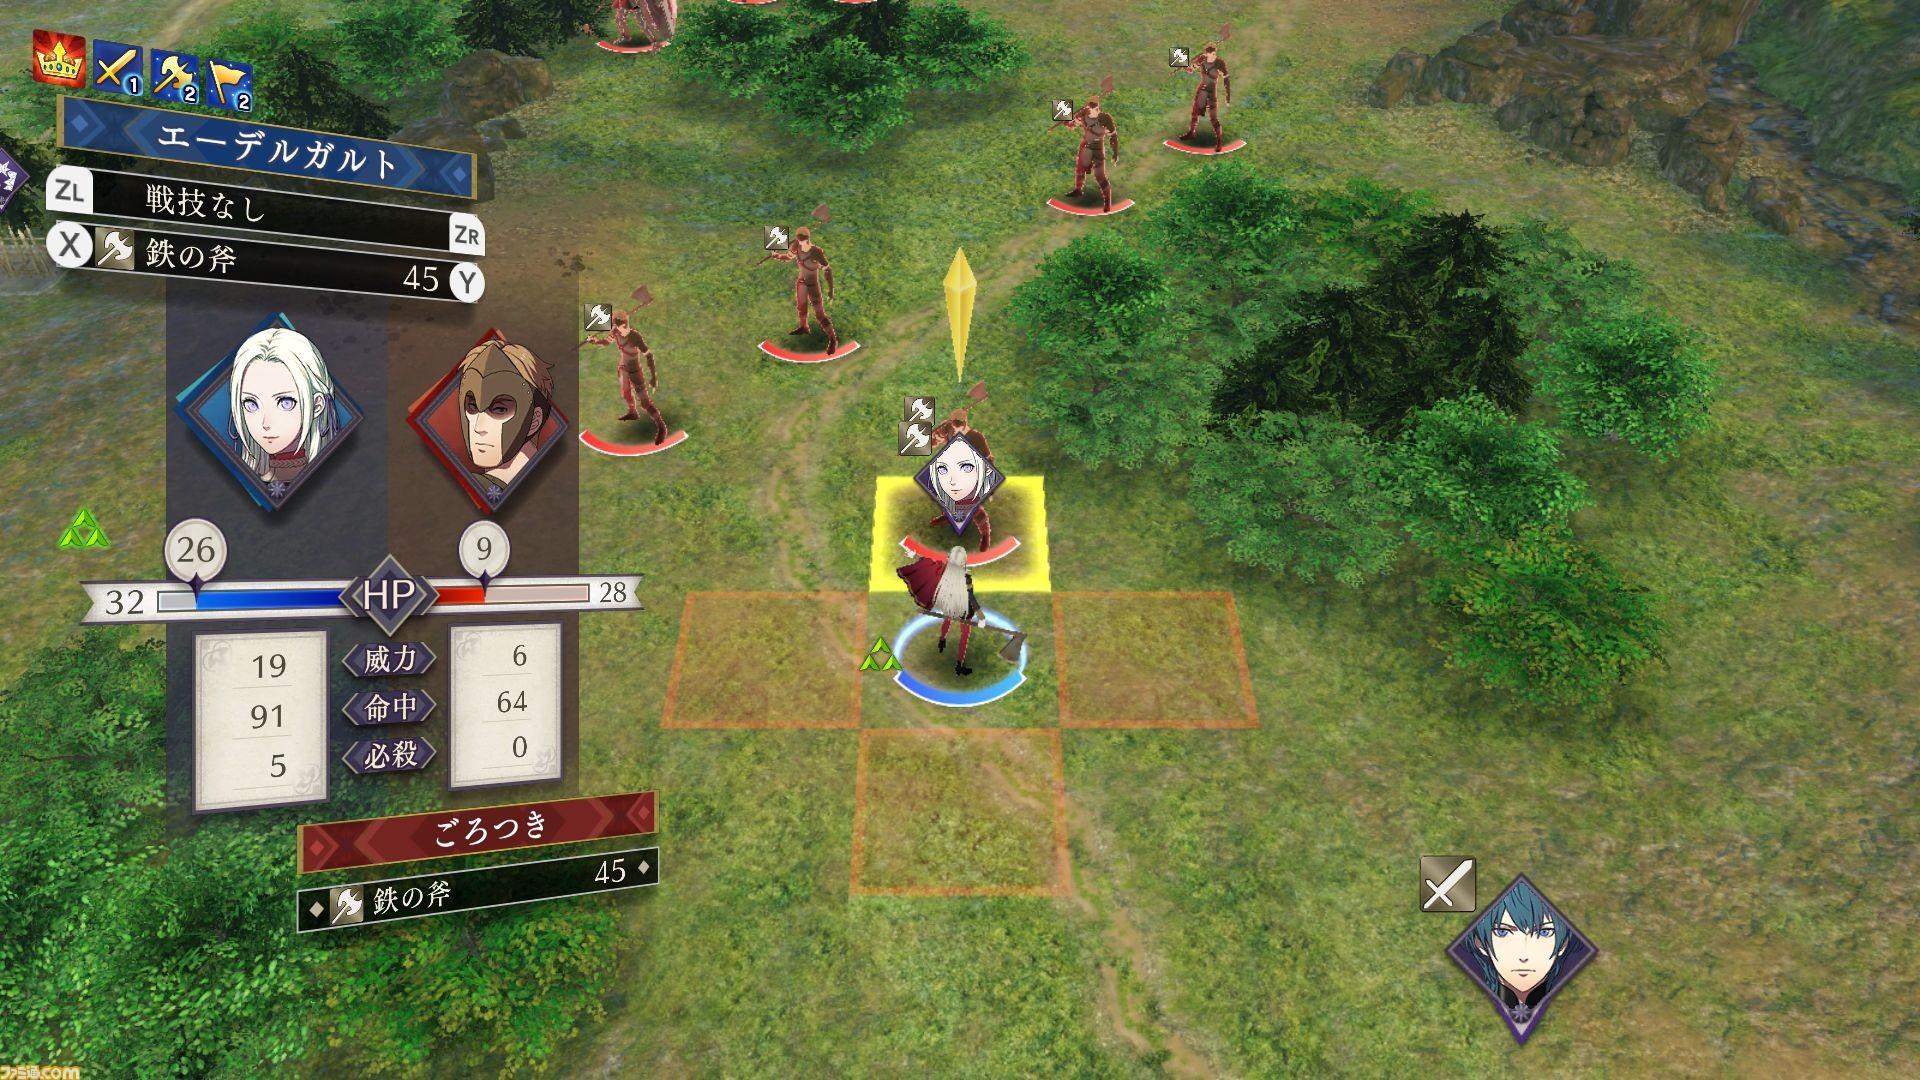 1
2
2
エーデルガルト
ZL 戦技なし ZR
X 鉄の斧 45 Y
26 9
32 HP 28
19 威力 6
91 命中 64
5 必殺 0
ごろつき
鉄の斧 45
ファミ通.com